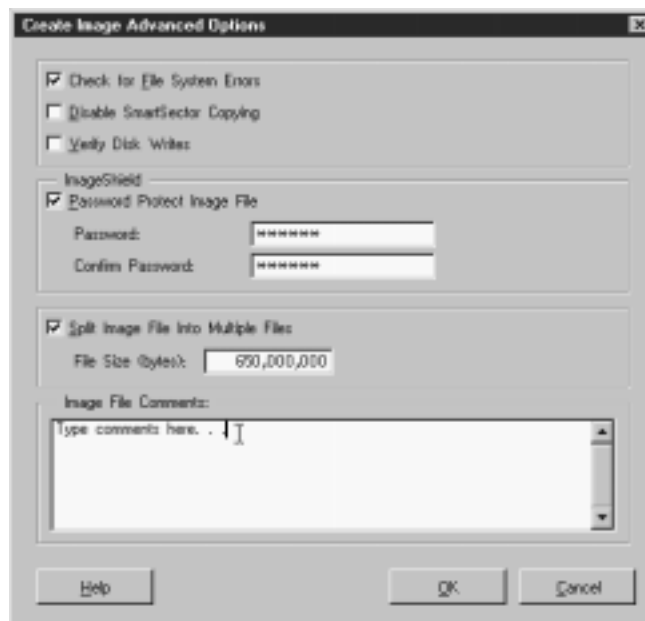 Create Image Advanced Options
Check for File System Errors
Disable SmartSector Copying
Verify Disk Writes
ImageShield
Password Protect Image File
Password: ******
Confirm Password: ******
Split Image File Into Multiple Files
File Size (bytes): 650,000,000
Image File Comments:
Type comments here. . .
Help
OK
Cancel